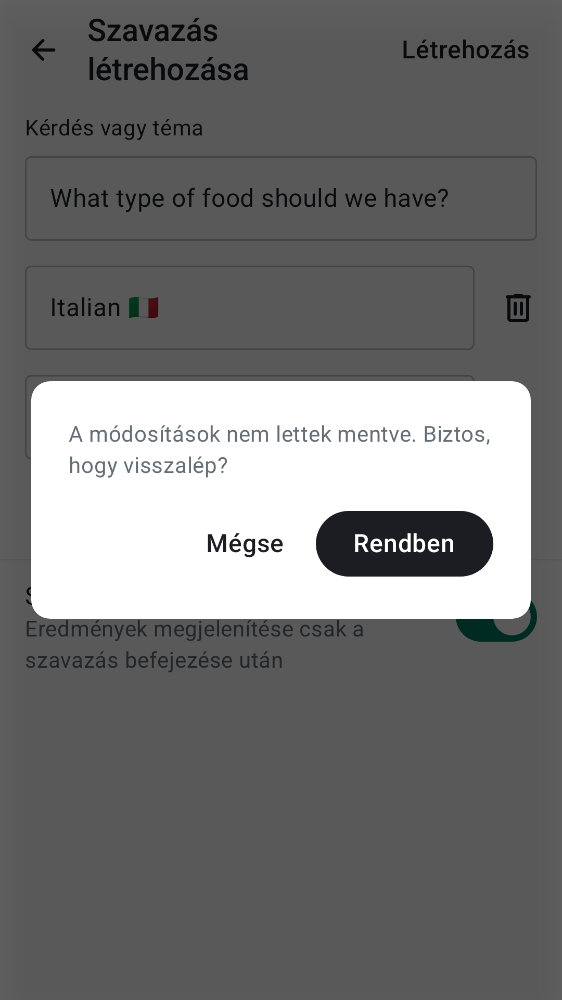 Szavazás
létrehozása
Létrehozás
Kérdés vagy téma
What type of food should we have?
Italian 🇮🇹
A módosítások nem lettek mentve. Biztos,
hogy visszalép?
Mégse
Rendben
Eredmények megjelenítése csak a
szavazás befejezése után